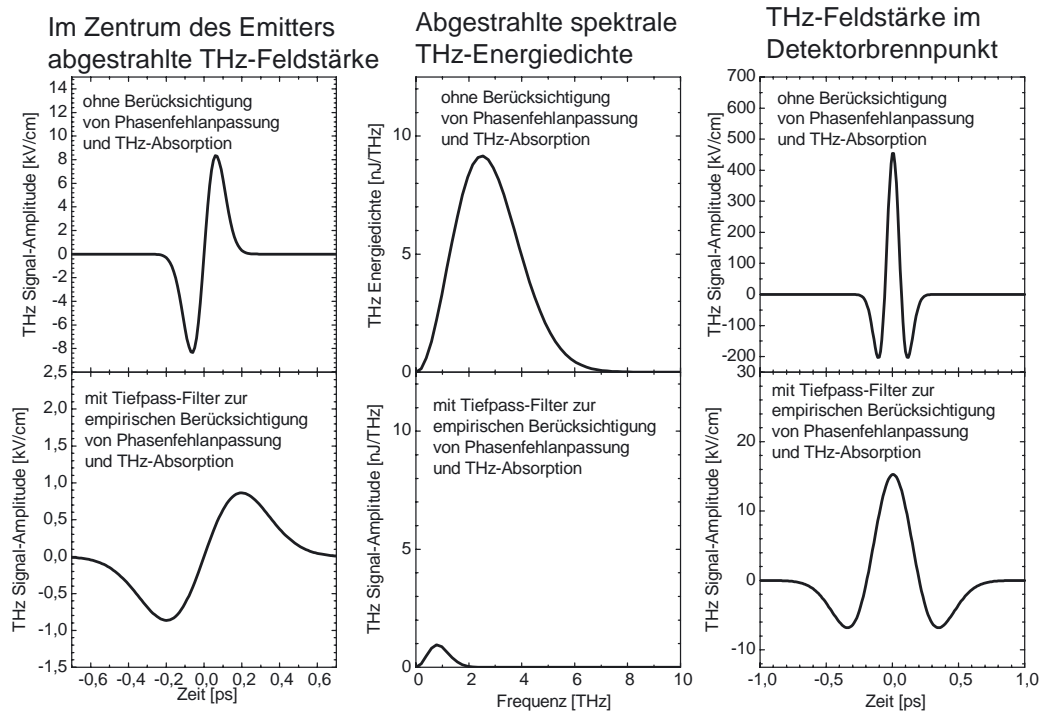 Im Zentrum des Emitters
abgestrahlte THz-Feldstärke
14
12
10
8
6
4
2
0
-2
-4
-6
-8
THz Signal-Amplitude [kV/cm]
ohne Berücksichtigung
von Phasenfehlanpassung
und THz-Absorption
2,5
2,0
1,5
1,0
0,5
0,0
-0,5
-1,0
-1,5
THz Signal-Amplitude [kV/cm]
mit Tiefpass-Filter zur
empirischen Berücksichtigung
von Phasenfehlanpassung
und THz-Absorption
-0,6 -0,4 -0,2 0,0 0,2 0,4 0,6
Zeit [ps]
Abgestrahlte spektrale
THz-Energiedichte
10
5
0
THz Energiedichte [nJ/THz]
ohne Berücksichtigung
von Phasenfehlanpassung
und THz-Absorption
10
5
0
THz Signal-Amplitude [nJ/THz]
mit Tiefpass-Filter zur
empirischen Berücksichtigung
von Phasenfehlanpassung
und THz-Absorption
0 2 4 6 8 10
Frequenz [THz]
THz-Feldstärke im
Detektorbrennpunkt
700
600
500
400
300
200
100
0
-100
-200
THz Signal-Amplitude [kV/cm]
ohne Berücksichtigung
von Phasenfehlanpassung
und THz-Absorption
30
20
10
0
-10
THz Signal-Amplitude [kV/cm]
mit Tiefpass-Filter zur
empirischen Berücksichtigung
von Phasenfehlanpassung
und THz-Absorption
-1,0 -0,5 0,0 0,5 1,0
Zeit [ps]